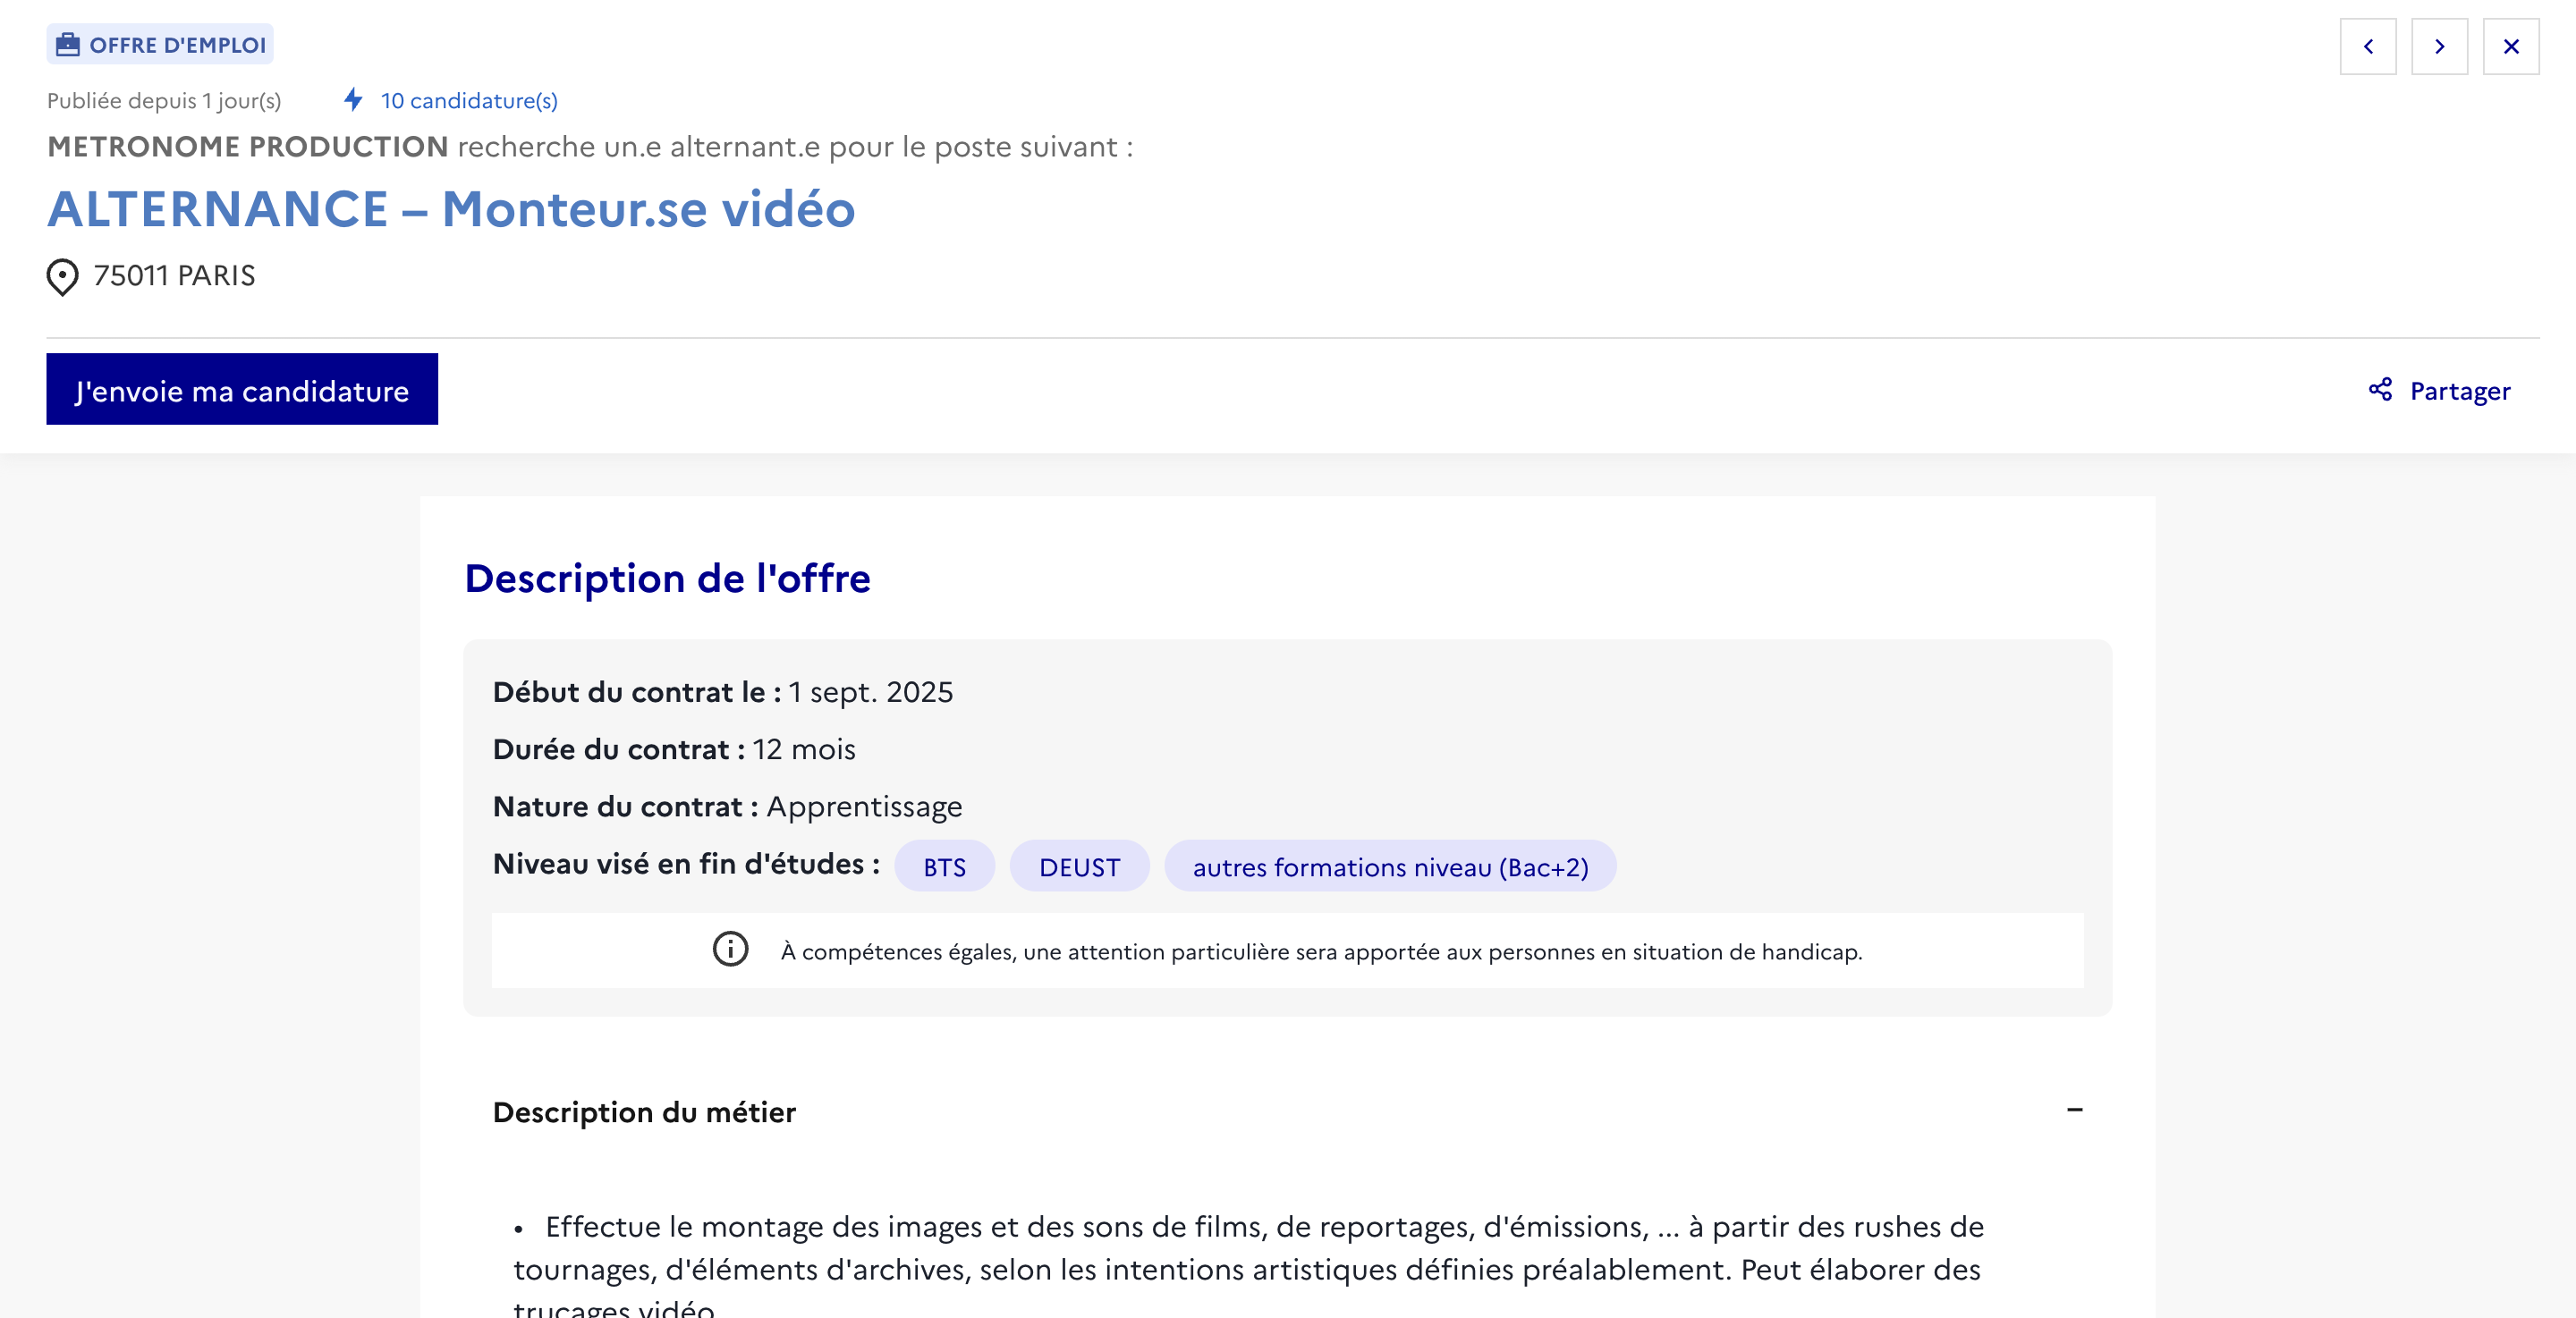 OFFRE D'EMPLOI
Publiée depuis 1 jour(s) 10 candidature(s)
METRONOME PRODUCTION recherche un.e alternant.e pour le poste suivant :
ALTERNANCE – Monteur.se vidéo
75011 PARIS
J'envoie ma candidature
Partager
Description de l'offre
Début du contrat le : 1 sept. 2025
Durée du contrat : 12 mois
Nature du contrat : Apprentissage
Niveau visé en fin d'études : BTS DEUST autres formations niveau (Bac+2)
À compétences égales, une attention particulière sera apportée aux personnes en situation de handicap.
Description du métier
• Effectue le montage des images et des sons de films, de reportages, d'émissions, ... à partir des rushes de
tournages, d'éléments d'archives, selon les intentions artistiques définies préalablement. Peut élaborer des
trucages vidéo